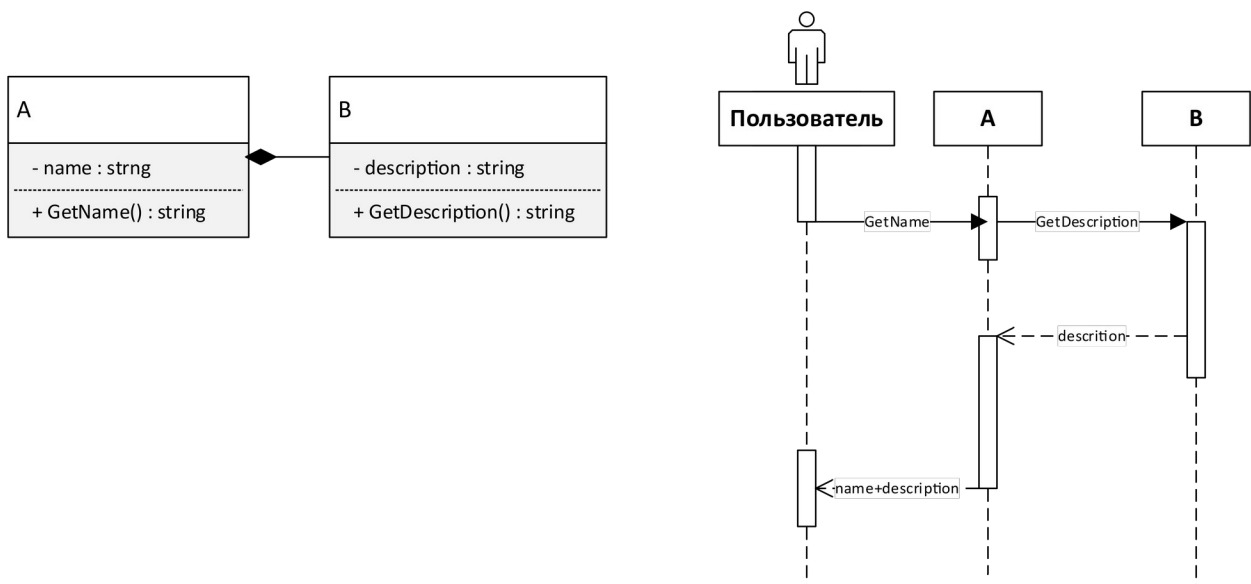 A
- name : strng
+ GetName() : string
B
- description : string
+ GetDescription() : string
Пользователь
A
B
GetName
GetDescription
descrition
name+description